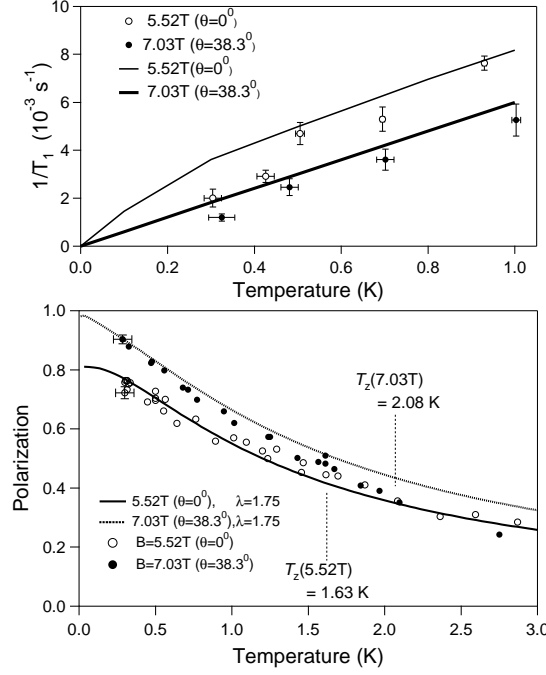 10
8
6
4
2
0
1/T1 (10-3 s-1)
5.52T (θ=0⁰)
7.03T (θ=38.3⁰)
5.52T(θ=0⁰)
7.03T (θ=38.3⁰)
0.0 0.2 0.4 0.6 0.8 1.0
Temperature (K)
1.0
0.8
0.6
0.4
0.2
0.0
Polarization
Tz(7.03T)
= 2.08 K
5.52T (θ=0⁰), λ=1.75
7.03T (θ=38.3⁰),λ=1.75
B=5.52T (θ=0⁰)
B=7.03T (θ=38.3⁰)
Tz(5.52T)
= 1.63 K
0.0 0.5 1.0 1.5 2.0 2.5 3.0
Temperature (K)